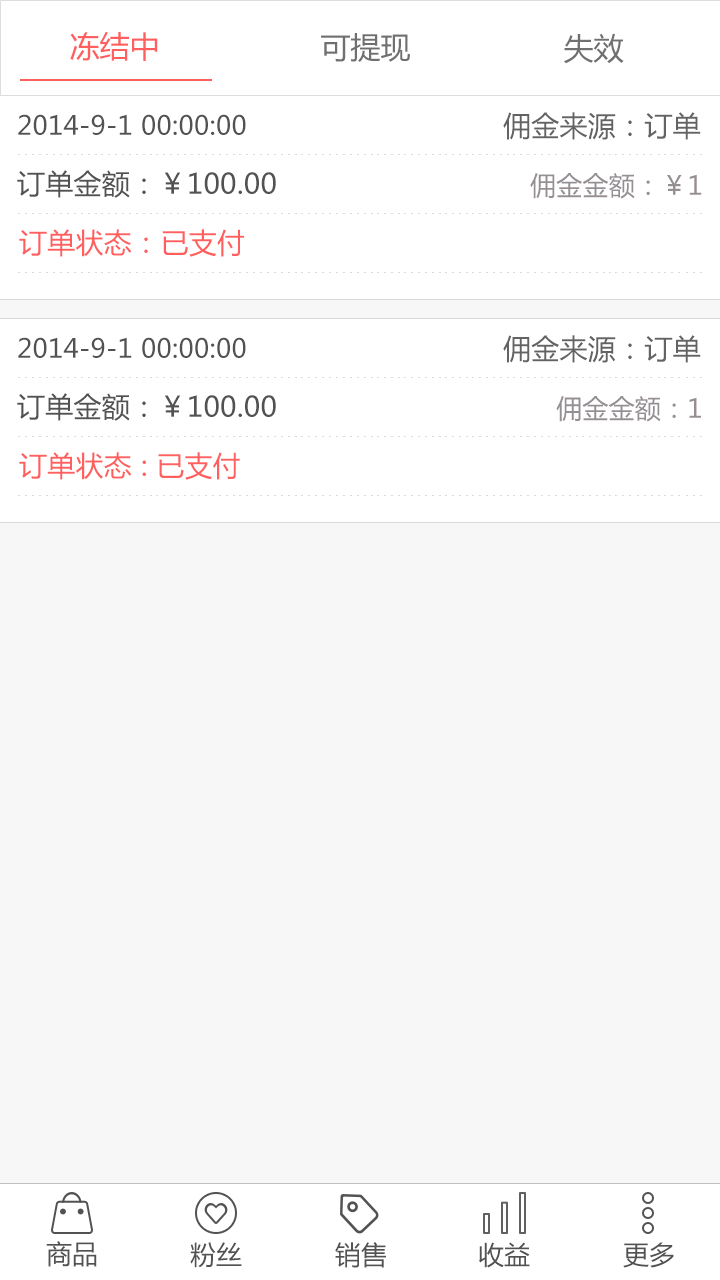 冻结中 可提现 失效
2014-9-1 00:00:00 佣金来源：订单
订单金额：￥100.00 佣金金额：￥1
订单状态：已支付
2014-9-1 00:00:00 佣金来源：订单
订单金额：￥100.00 佣金金额：1
订单状态：已支付
商品 粉丝 销售 收益 更多